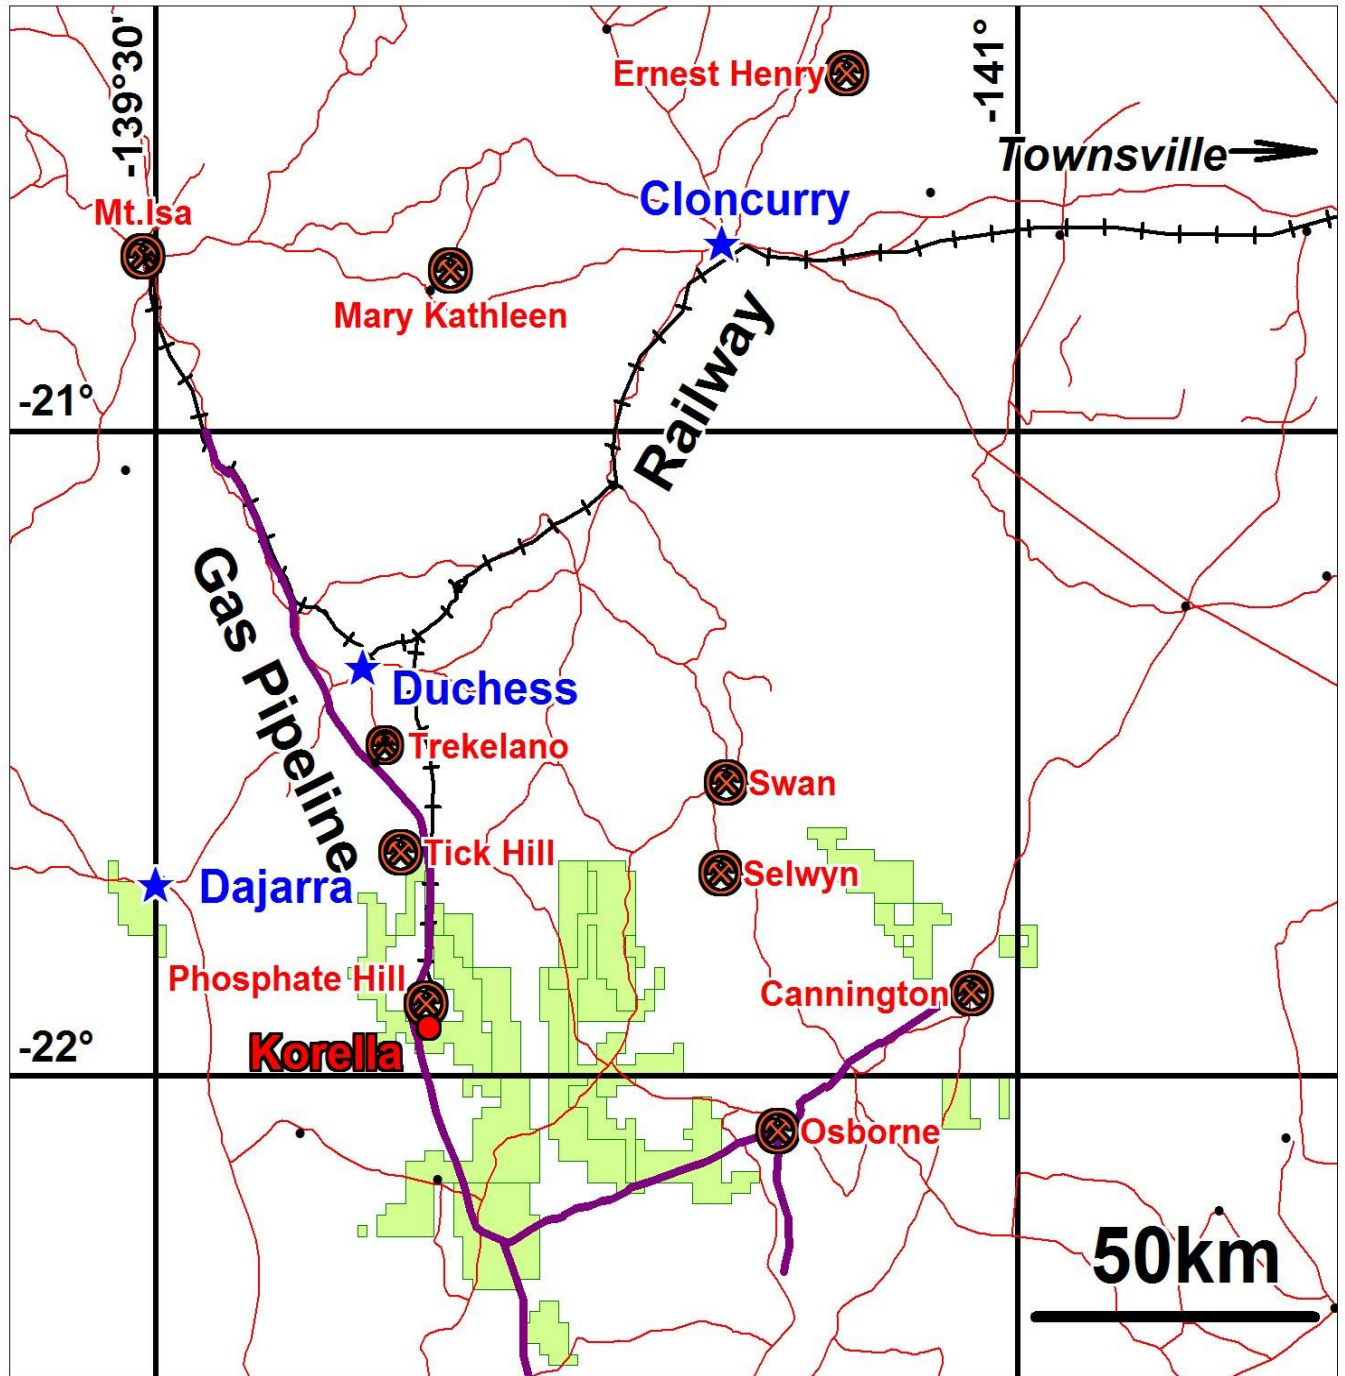 -139°30'
-141°
Ernest Henry
Townsville
Mt.Isa
Cloncurry
Mary Kathleen
Railway
-21°
Gas Pipeline
Duchess
Trekelano
Swan
Tick Hill
Selwyn
Dajarra
Phosphate Hill
Cannington
Korella
-22°
Osborne
50km